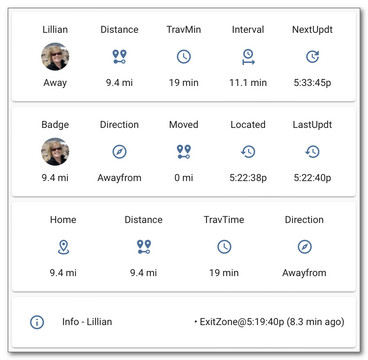 Lillian Distance TravMin Interval NextUpdt
Away 9.4 mi 19 min 11.1 min 5:33:45p
Badge Direction Moved Located LastUpdt
9.4 mi Awayfrom 0 mi 5:22:38p 5:22:40p
Home Distance TravTime Direction
9.4 mi 9.4 mi 19 min Awayfrom
Info - Lillian • ExitZone@5:19:40p (8.3 min ago)